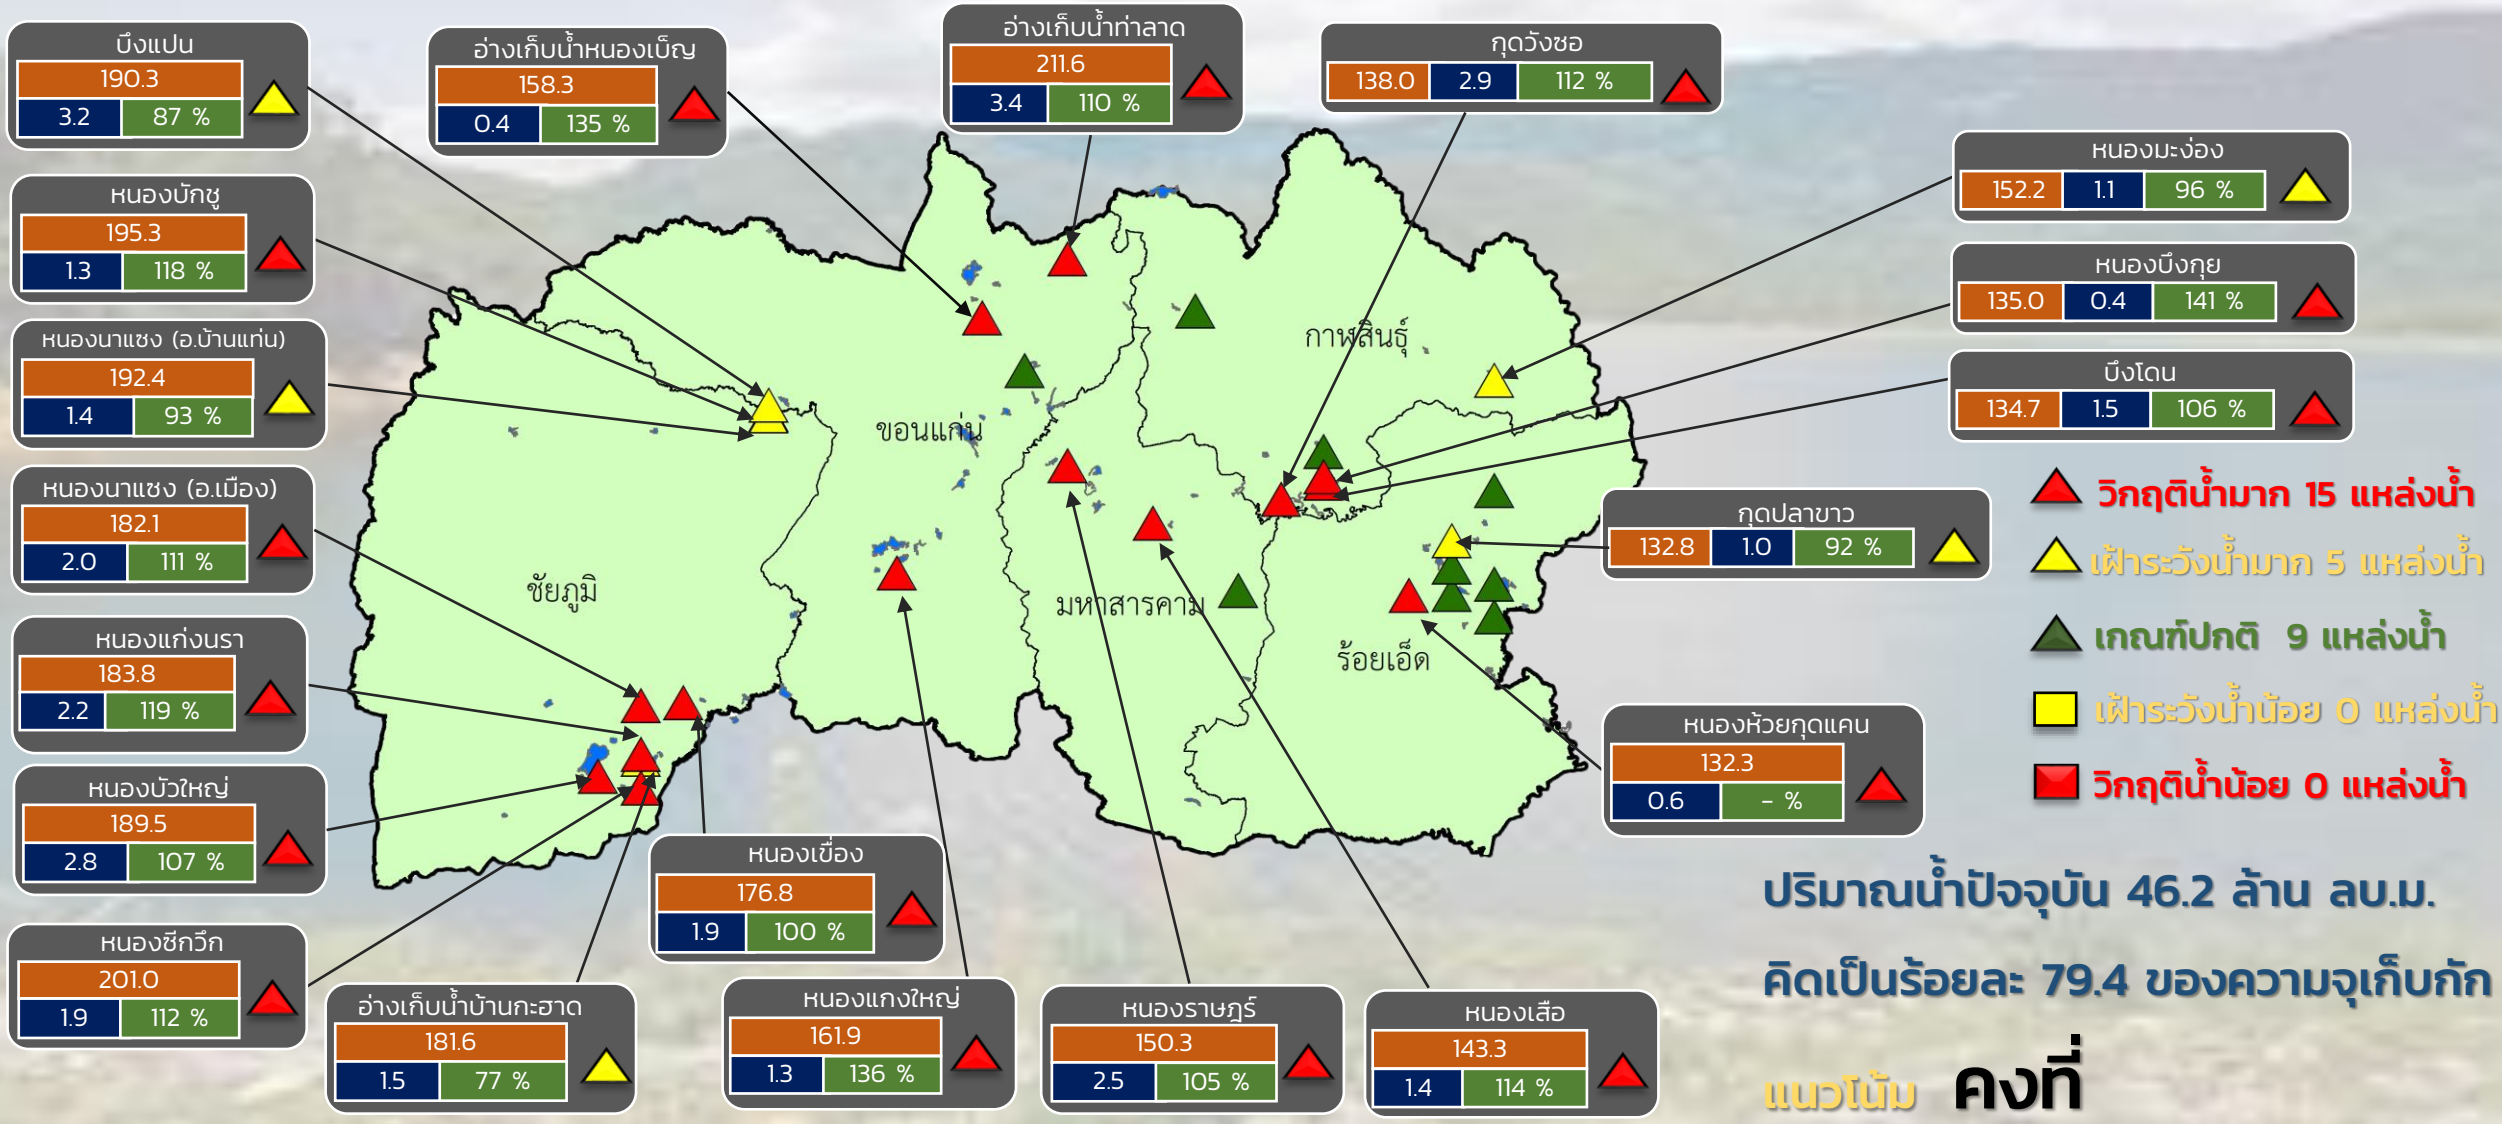 บึงแปน
190.3
3.2 87 %
อ่างเก็บน้ำหนองเบ็ญ
158.3
0.4 135 %
อ่างเก็บน้ำท่าลาด
211.6
3.4 110 %
กุดวังซอ
138.0 2.9 112 %
หนองมะง่อง
152.2 1.1 96 %
หนองบักชู
195.3
1.3 118 %
หนองบึงกุย
135.0 0.4 141 %
หนองนาแซง (อ.บ้านแท่น)
192.4
1.4 93 %
บึงโดน
134.7 1.5 106 %
หนองนาแซง (อ.เมือง)
182.1
2.0 111 %
กุดปลาขาว
132.8 1.0 92 %
หนองแก่งนรา
183.8
2.2 119 %
หนองบัวใหญ่
189.5
2.8 107 %
หนองซีกวึก
201.0
1.9 112 %
อ่างเก็บน้ำบ้านกะฮาด
181.6
1.5 77 %
หนองเขื่อง
176.8
1.9 100 %
หนองแกงใหญ่
161.9
1.3 136 %
หนองราษฎร์
150.3
2.5 105 %
หนองเสือ
143.3
1.4 114 %
หนองห้วยกุดแคน
132.3
0.6 - %
กาฬสินธุ์
ขอนแก่น
ชัยภูมิ
มหาสารคาม
ร้อยเอ็ด
วิกฤติน้ำมาก 15 แหล่งน้ำ
เฝ้าระวังน้ำมาก 5 แหล่งน้ำ
เกณฑ์ปกติ 9 แหล่งน้ำ
เฝ้าระวังน้ำน้อย 0 แหล่งน้ำ
วิกฤติน้ำน้อย 0 แหล่งน้ำ
ปริมาณน้ำปัจจุบัน 46.2 ล้าน ลบ.ม.
คิดเป็นร้อยละ 79.4 ของความจุเก็บกัก
แนวโน้ม คงที่